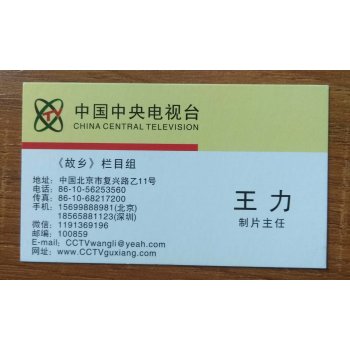 TV
中国中央电视台
CHINA CENTRAL TELEVISION
《故乡》栏目组
地址：中国北京市复兴路乙11号
电话：86-10-56253560
传真：86-10-68217200
手机：15699888981(北京)
18565881123(深圳)
微信：1191369196
邮编：100859
E-mail：CCTVwangli@yeah.com
网址：www.CCTVguxiang.com
王 力
制片主任